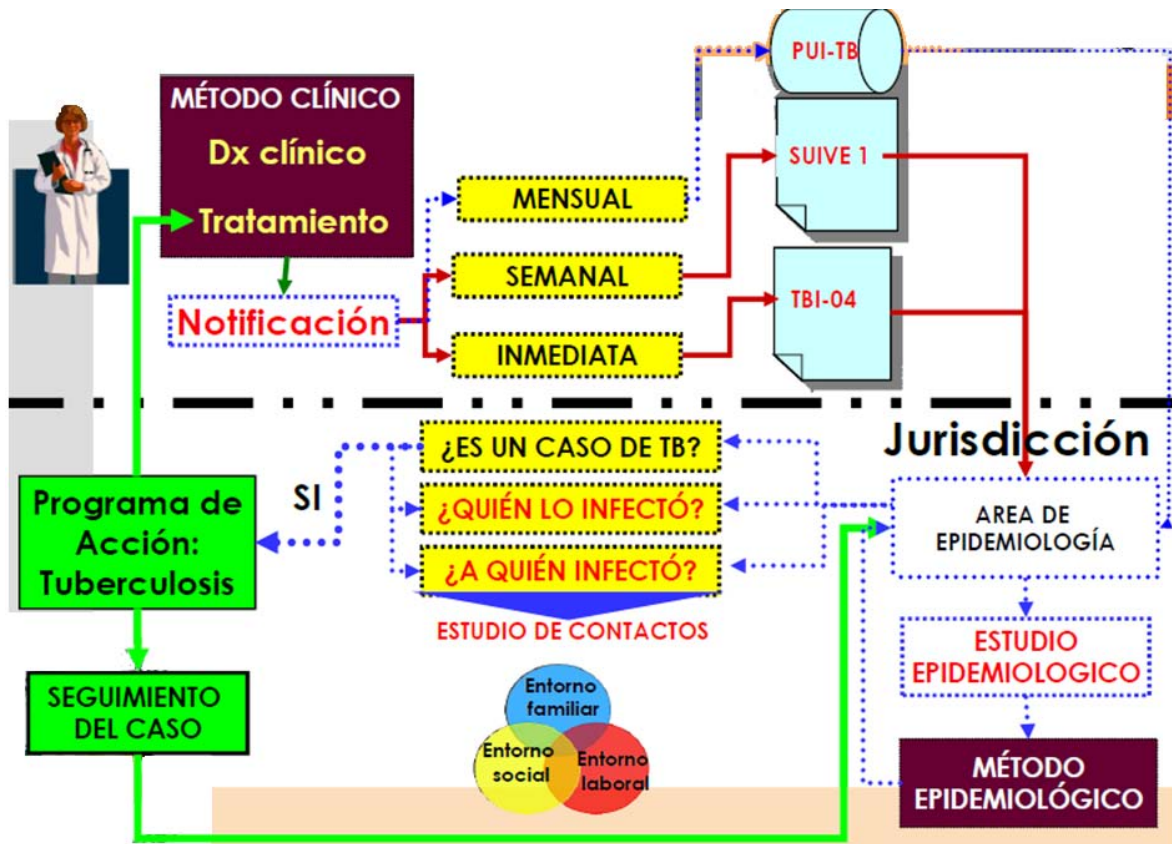 PUI-TB
MÉTODO CLÍNICO
Dx clínico
Tratamiento
SUIVE 1
MENSUAL
SEMANAL
TBI-04
Notificación
INMEDIATA
Jurisdicción
¿ES UN CASO DE TB?
SI
¿QUIÉN LO INFECTÓ?
¿A QUIÉN INFECTÓ?
ESTUDIO DE CONTACTOS
Programa de
Acción:
Tuberculosis
AREA DE
EPIDEMIOLOGÍA
ESTUDIO
EPIDEMIOLOGICO
SEGUIMIENTO
DEL CASO
Entorno
familiar
Entorno
social
Entorno
laboral
MÉTODO
EPIDEMIOLÓGICO